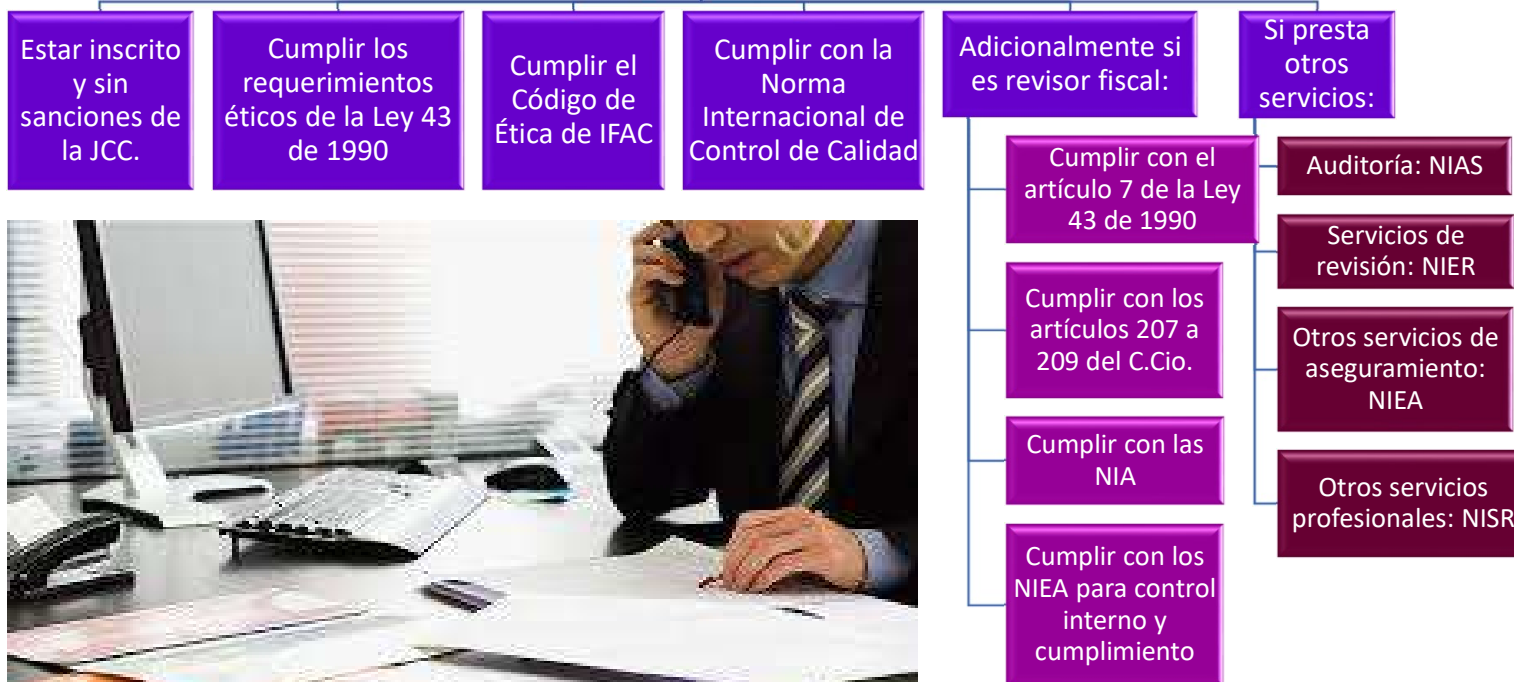 Estar inscrito
y sin
sanciones de
la JCC.
Cumplir los
requerimientos
éticos de la Ley 43
de 1990
Cumplir el
Código de
Ética de IFAC
Cumplir con la
Norma
Internacional de
Control de Calidad
Adicionalmente si
es revisor fiscal:
Cumplir con el
artículo 7 de la Ley
43 de 1990
Cumplir con los
artículos 207 a
209 del C.Cio.
Cumplir con las
NIA
Cumplir con los
NIEA para control
interno y
cumplimiento
Si presta
otros
servicios:
Auditoría: NIAS
Servicios de
revisión: NIER
Otros servicios de
aseguramiento:
NIEA
Otros servicios
profesionales: NISR